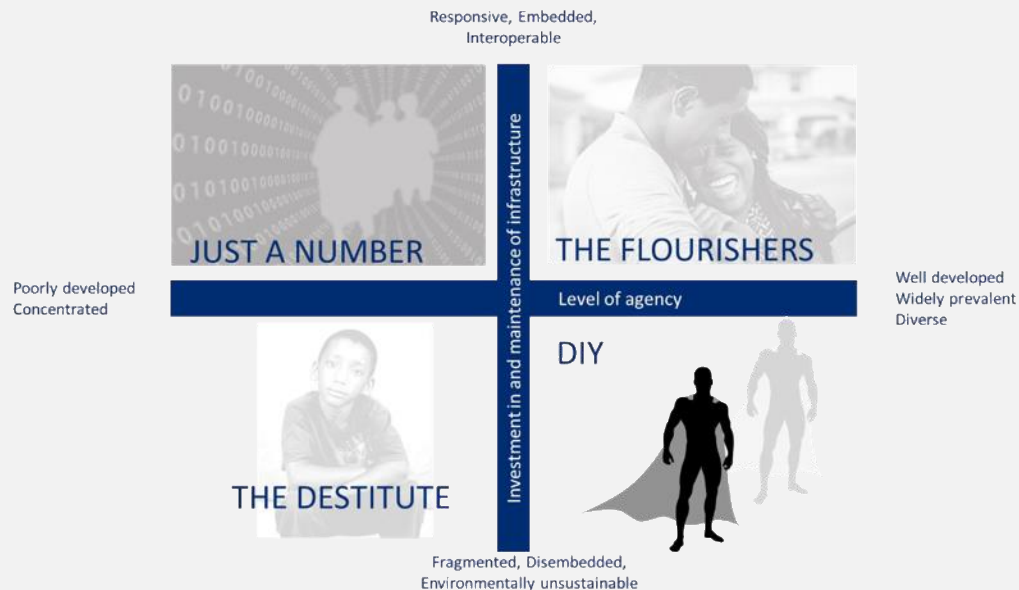 Responsive, Embedded,
Interoperable
JUST A NUMBER
THE FLOURISHERS
Investment in and maintenance of infrastructure
Poorly developed
Concentrated
Level of agency
Well developed
Widely prevalent
Diverse
DIY
THE DESTITUTE
Fragmented, Disembedded,
Environmentally unsustainable